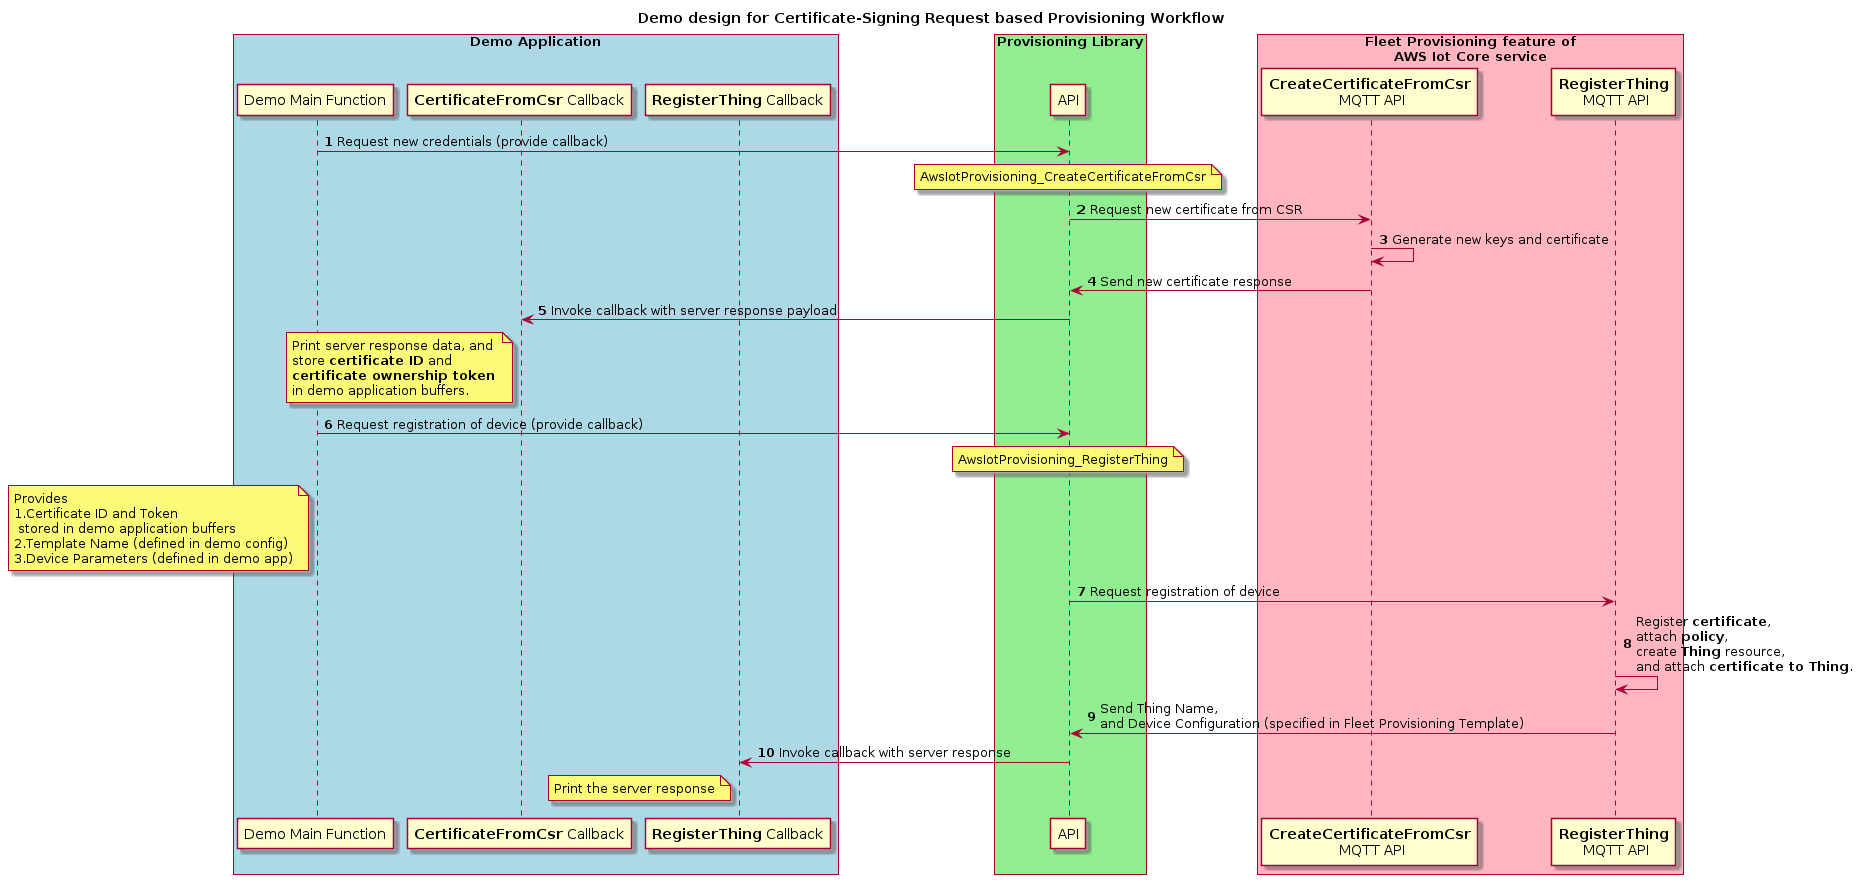 Demo design for Certificate-Signing Request based Provisioning Workflow
Demo Application
Provisioning Library
Fleet Provisioning feature of
AWS Iot Core service
Demo Main Function
CertificateFromCsr Callback
RegisterThing Callback
API
CreateCertificateFromCsr
MQTT API
RegisterThing
MQTT API
1 Request new credentials (provide callback)
AwsIotProvisioning_CreateCertificateFromCsr
2 Request new certificate from CSR
3 Generate new keys and certificate
4 Send new certificate response
5 Invoke callback with server response payload
Print server response data, and
store certificate ID and
certificate ownership token
in demo application buffers.
6 Request registration of device (provide callback)
AwsIotProvisioning_RegisterThing
Provides
1.Certificate ID and Token
stored in demo application buffers
2.Template Name (defined in demo config)
3.Device Parameters (defined in demo app)
7 Request registration of device
8 Register certificate,
attach policy,
create Thing resource,
and attach certificate to Thing.
9 Send Thing Name,
and Device Configuration (specified in Fleet Provisioning Template)
10 Invoke callback with server response
Print the server response
Demo Main Function
CertificateFromCsr Callback
RegisterThing Callback
API
CreateCertificateFromCsr
MQTT API
RegisterThing
MQTT API